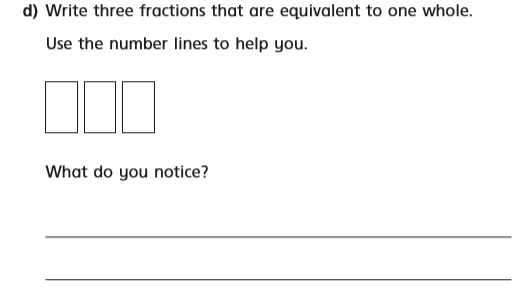 d) Write three fractions that are equivalent to one whole.
Use the number lines to help you.
What do you notice?